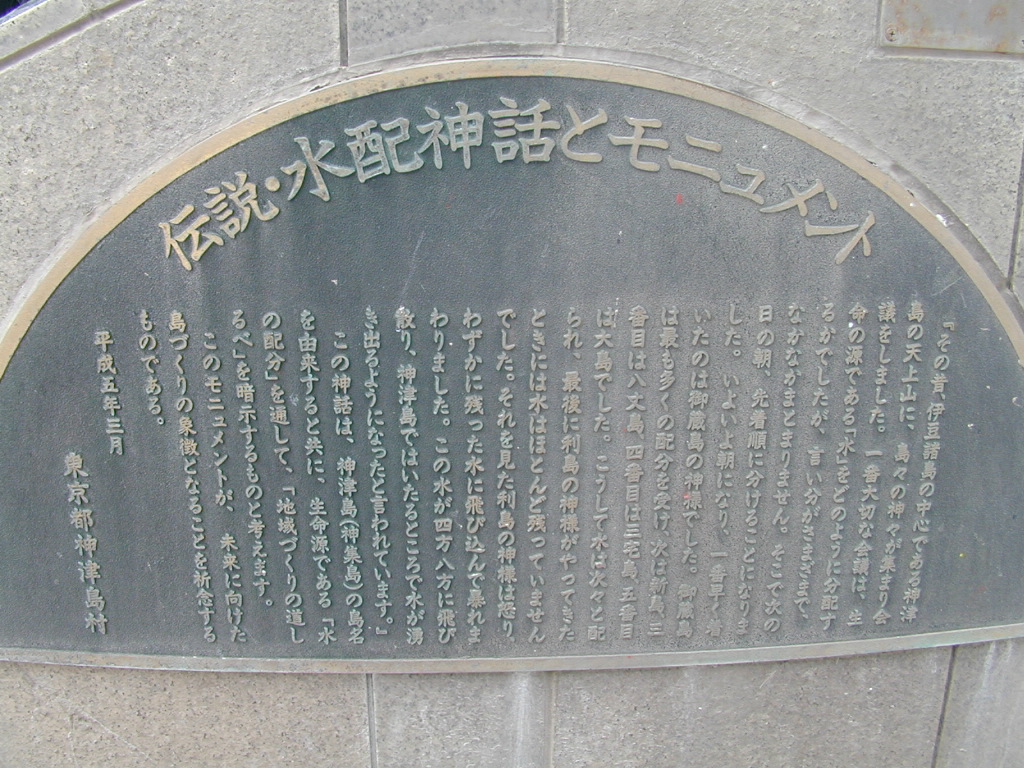 伝説・水配神話とモニュメント
『その昔、伊豆諸島の中心である神津
島の天上山に、島々の神々が集まり会
議をしました。一番大切な会議は、生
命の源である「水」をどのように分配す
るかでしたが、言い分がさまざまで、
なかなかまとまりません。そこで次の
日の朝、先着順に分けることになりま
した。いよいよ朝になり、一番早く着
いたのは御蔵島の神様でした。御蔵島
は最も多くの配分を受け、次は新島、三
番目は八丈島、四番目は三宅島、五番目
は大島でした。こうして水は次々と配
られ、最後に利島の神様がやってきた
ときには水はほとんど残っていません
でした。それを見た利島の神様は怒り、
わずかに残った水に飛び込んで暴れま
わりました。この水が四方八方に飛び
散り、神津島ではいたるところで水が湧
き出るようになったと言われています。』
この神話は、神津島(神集島)の島名
を由来すると共に、生命源である「水
の配分」を通して、「地域づくりの道し
るべ」を暗示するものと考えます。
このモニュメントが、未来に向けた
島づくりの象徴となることを祈念する
ものである。
平成五年三月
東京都神津島村